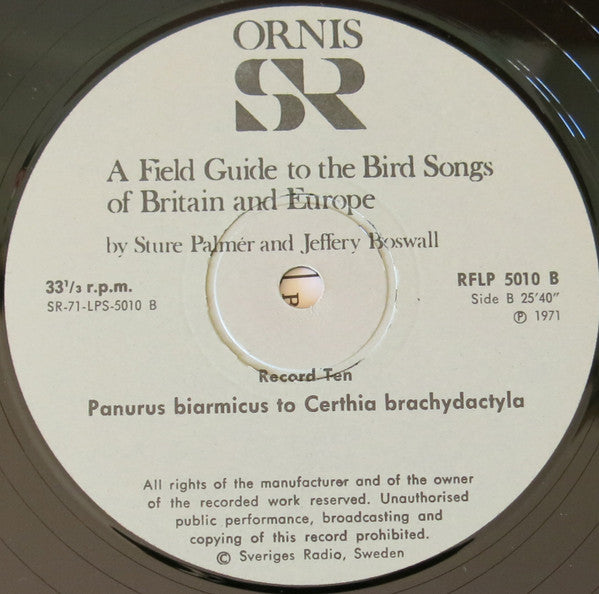 ORNIS
SR
A Field Guide to the Bird Songs
of Britain and Europe
by Sture Palmér and Jeffery Boswall
33¹/₃ r.p.m.
SR-71-LPS-5010 B
RFLP 5010 B
Side B 25'40"
℗ 1971
Record Ten
Panurus biarmicus to Certhia brachydactyla
All rights of the manufacturer and of the owner
of the recorded work reserved. Unauthorised
public performance, broadcasting and
copying of this record prohibited.
© Sveriges Radio, Sweden